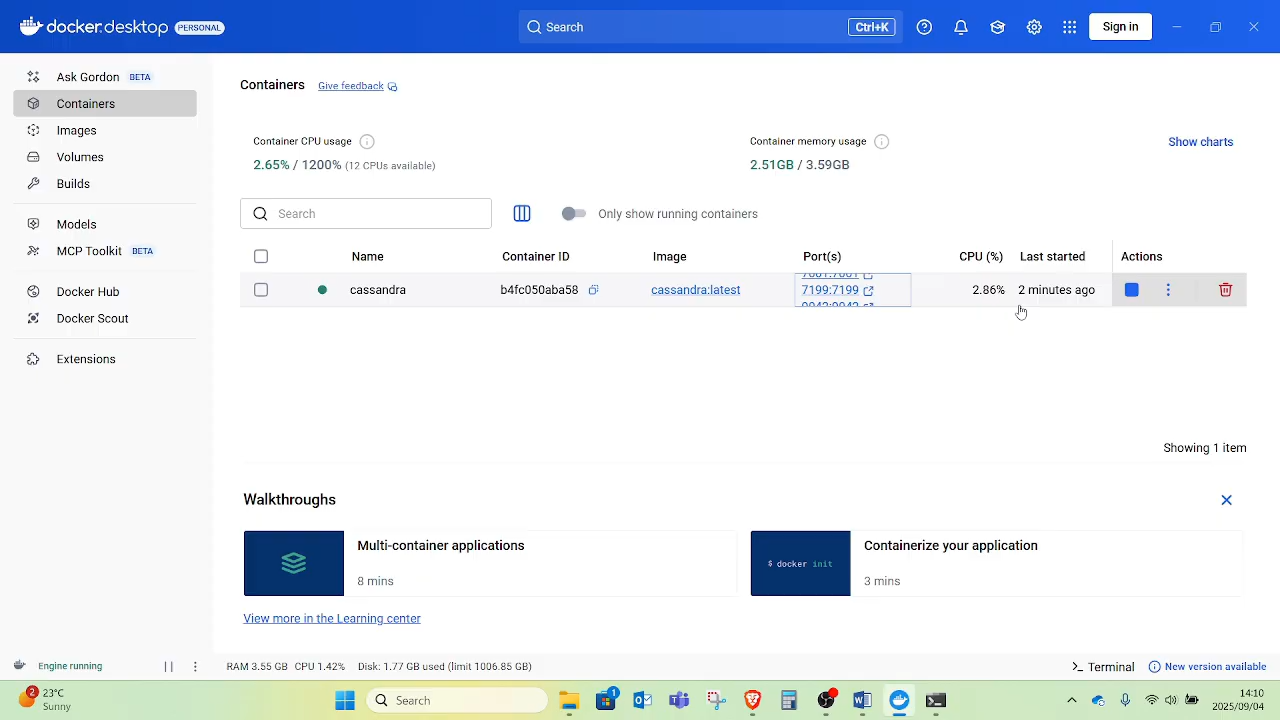 docker.desktop PERSONAL
Search
Ctrl+K
Sign in
Ask Gordon BETA
Containers
Images
Volumes
Builds
Models
MCP Toolkit BETA
Docker Hub
Docker Scout
Extensions
Containers Give feedback
Container CPU usage
2.65% / 1200% (12 CPUs available)
Container memory usage
2.51GB / 3.59GB
Show charts
Search
Only show running containers
Name Container ID Image Port(s) CPU (%) Last started Actions
cassandra b4fc050aba58 cassandra:latest 7199:7199 2.86% 2 minutes ago
Showing 1 item
Walkthroughs
Multi-container applications
8 mins
$ docker init
Containerize your application
3 mins
View more in the Learning center
Engine running
RAM 3.55 GB CPU 1.42% Disk: 1.77 GB used (limit 1006.85 GB)
Terminal
New version available
2
23°C
Sunny
Search
1
14:10
2025/09/04